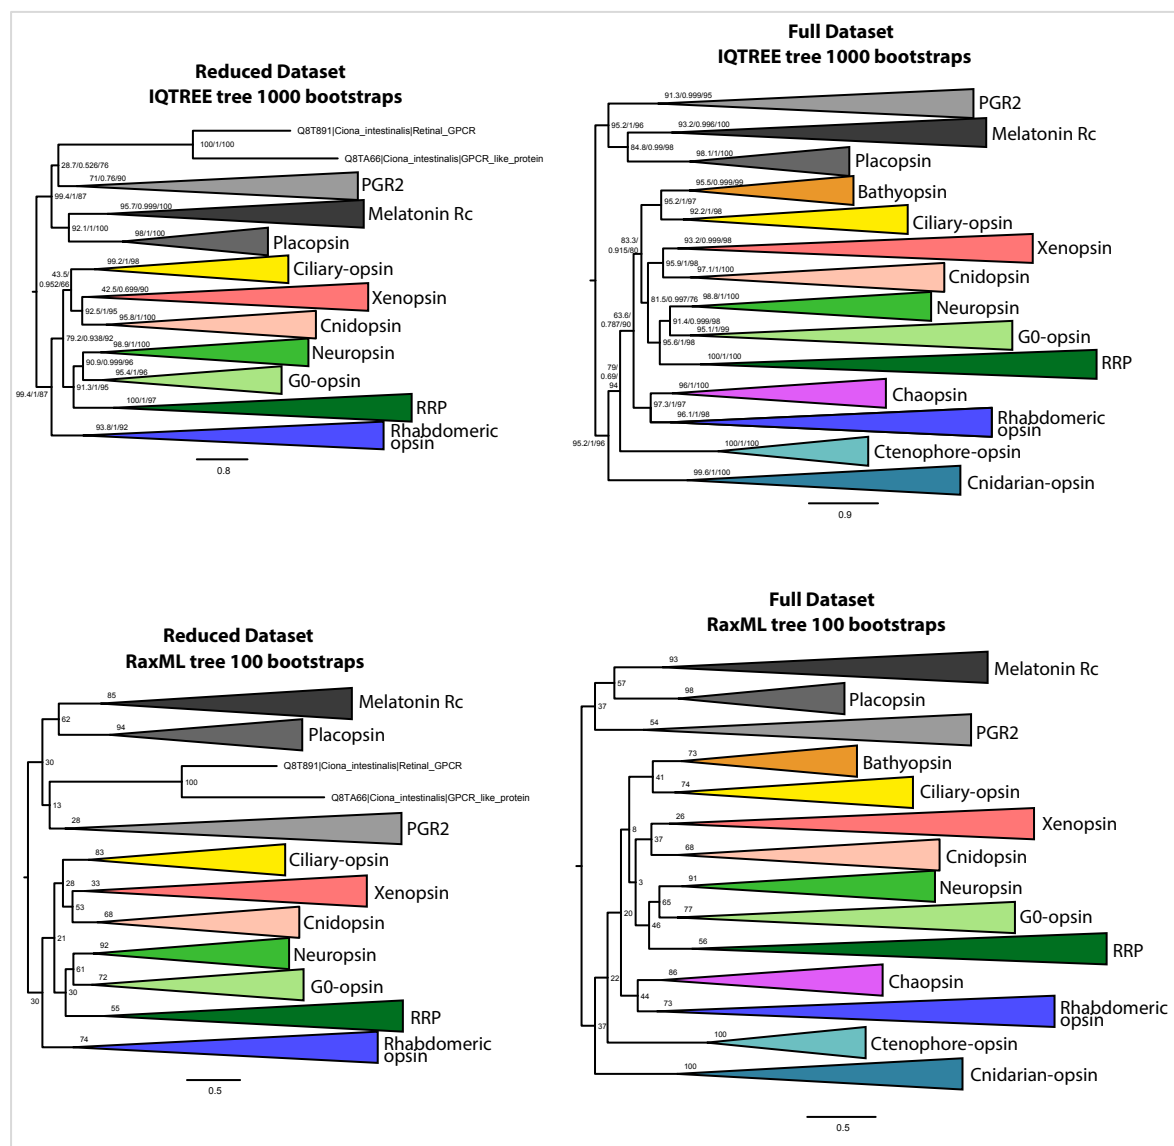 Reduced Dataset
IQTREE tree 1000 bootstraps
Q8T891|Ciona_intestinalis|Retinal_GPCR
100/1/100
Q8TA66|Ciona_intestinalis|GPCR_like_protein
28.7/0.526/76
71/0.76/90
PGR2
99.4/1/87
95.7/0.999/100
Melatonin Rc
92.1/1/100
98/1/100
Placopsin
99.2/1/98
Ciliary-opsin
43.5/
0.952/66
42.5/0.699/90
Xenopsin
92.5/1/95
95.8/1/100
Cnidopsin
79.2/0.938/92
98.9/1/100
Neuropsin
90.9/0.999/96
95.4/1/96
G0-opsin
91.3/1/95
99.4/1/87
100/1/97
RRP
93.8/1/92
Rhabdomeric
opsin
0.8
Full Dataset
IQTREE tree 1000 bootstraps
91.3/0.999/95
PGR2
95.2/1/96
93.2/0.996/100
Melatonin Rc
84.8/0.99/98
98.1/1/100
Placopsin
95.5/0.999/99
Bathyopsin
95.2/1/97
92.2/1/98
Ciliary-opsin
83.3/
0.915/80
93.2/0.999/98
Xenopsin
95.9/1/98
97.1/1/100
Cnidopsin
81.5/0.997/76
98.8/1/100
Neuropsin
63.6/
0.787/90
91.4/0.999/98
95.1/1/99
G0-opsin
95.6/1/98
100/1/100
RRP
79/
0.69/
94
96/1/100
Chaopsin
97.3/1/97
96.1/1/98
Rhabdomeric
opsin
95.2/1/96
100/1/100
Ctenophore-opsin
99.6/1/100
Cnidarian-opsin
0.9
Reduced Dataset
RaxML tree 100 bootstraps
85
Melatonin Rc
62
94
Placopsin
30
Q8T891|Ciona_intestinalis|Retinal_GPCR
100
Q8TA66|Ciona_intestinalis|GPCR_like_protein
13
28
PGR2
83
Ciliary-opsin
28
33
Xenopsin
53
68
Cnidopsin
21
92
Neuropsin
61
72
G0-opsin
30
30
55
RRP
74
Rhabdomeric
opsin
0.5
Full Dataset
RaxML tree 100 bootstraps
93
Melatonin Rc
57
98
Placopsin
37
54
PGR2
73
Bathyopsin
41
74
Ciliary-opsin
8
26
Xenopsin
37
68
Cnidopsin
3
91
Neuropsin
65
77
G0-opsin
20
46
56
RRP
22
86
Chaopsin
44
73
Rhabdomeric
opsin
37
100
Ctenophore-opsin
100
Cnidarian-opsin
0.5